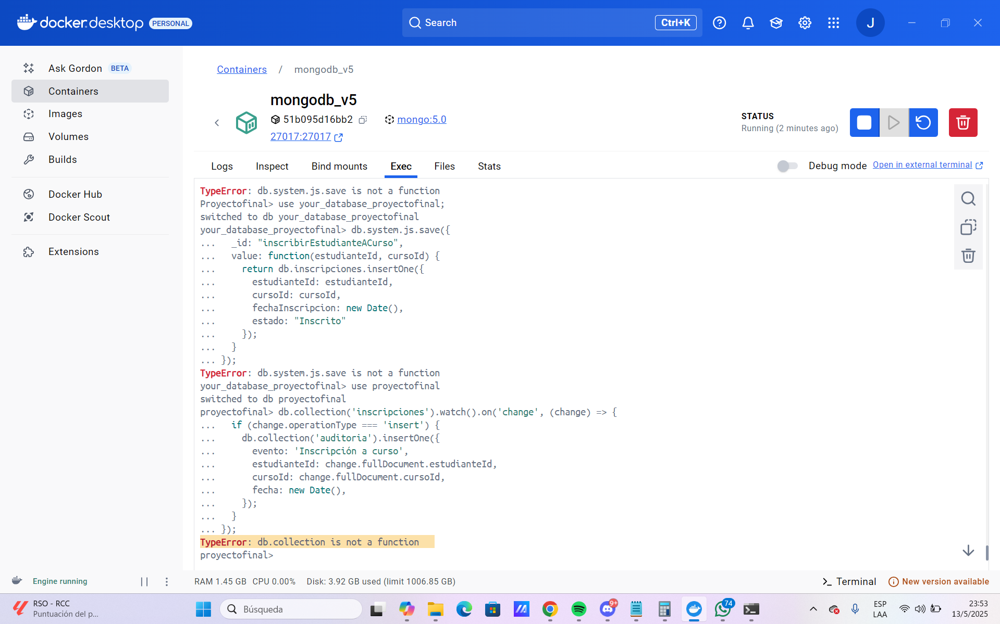 docker desktop PERSONAL
Search
Ctrl+K
J
Ask Gordon BETA
Containers
Images
Volumes
Builds
Docker Hub
Docker Scout
Extensions
Containers / mongodb_v5
mongodb_v5
51b095d16bb2 mongo:5.0
27017:27017
STATUS
Running (2 minutes ago)
Logs Inspect Bind mounts Exec Files Stats
Debug mode Open in external terminal
TypeError: db.system.js.save is not a function
Proyectofinal> use your_database_proyectofinal;
switched to db your_database_proyectofinal
your_database_proyectofinal> db.system.js.save({
...   _id: "inscribirEstudianteACurso",
...   value: function(estudianteId, cursoId) {
...     return db.inscripciones.insertOne({
...       estudianteId: estudianteId,
...       cursoId: cursoId,
...       fechaInscripcion: new Date(),
...       estado: "Inscrito"
...     });
...   }
... });
TypeError: db.system.js.save is not a function
your_database_proyectofinal> use proyectofinal
switched to db proyectofinal
proyectofinal> db.collection('inscripciones').watch().on('change', (change) => {
...   if (change.operationType === 'insert') {
...     db.collection('auditoria').insertOne({
...       evento: 'Inscripción a curso',
...       estudianteId: change.fullDocument.estudianteId,
...       cursoId: change.fullDocument.cursoId,
...       fecha: new Date(),
...     });
...   }
... });
TypeError: db.collection is not a function
proyectofinal>
Engine running
RAM 1.45 GB CPU 0.00% Disk: 3.92 GB used (limit 1006.85 GB)
Terminal
New version available
RSO - RCC
Puntuación del p...
Búsqueda
9+
74
ESP
LAA
23:53
13/5/2025